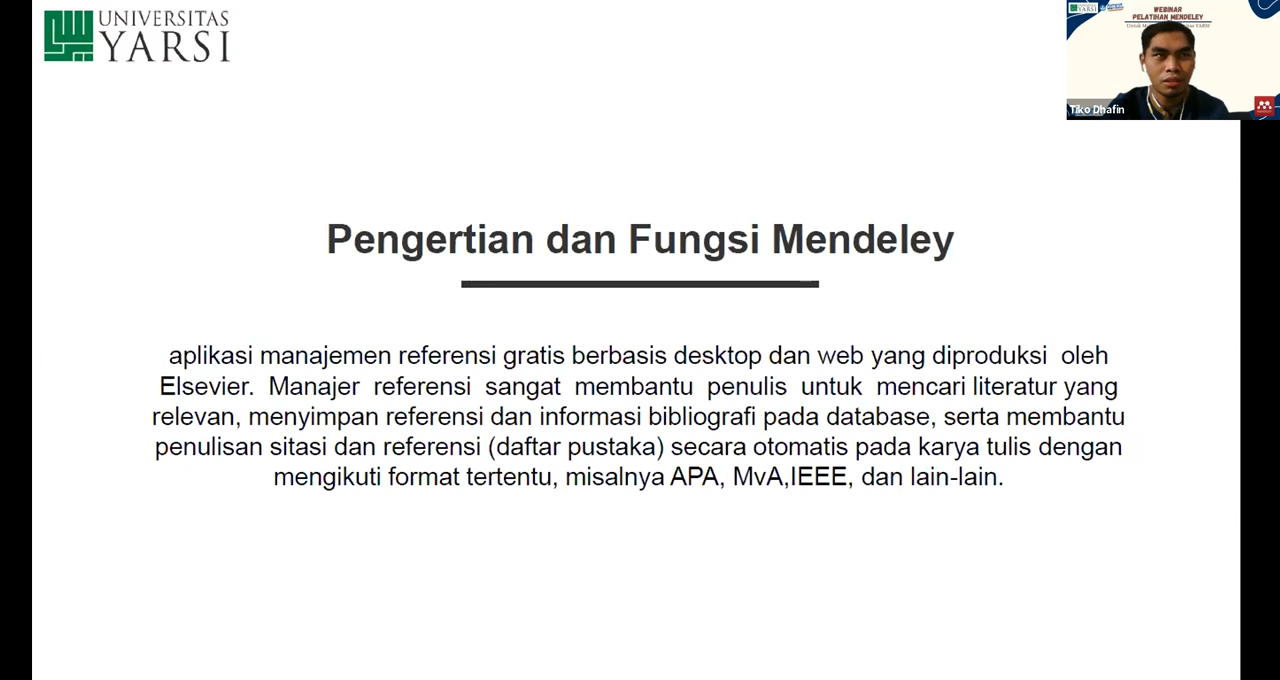 UNIVERSITAS
YARSI
WEBINAR
PELATIHAN MENDELEY
Tiko Dhafin
Pengertian dan Fungsi Mendeley
aplikasi manajemen referensi gratis berbasis desktop dan web yang diproduksi oleh
Elsevier. Manajer referensi sangat membantu penulis untuk mencari literatur yang
relevan, menyimpan referensi dan informasi bibliografi pada database, serta membantu
penulisan sitasi dan referensi (daftar pustaka) secara otomatis pada karya tulis dengan
mengikuti format tertentu, misalnya APA, MvA,IEEE, dan lain-lain.